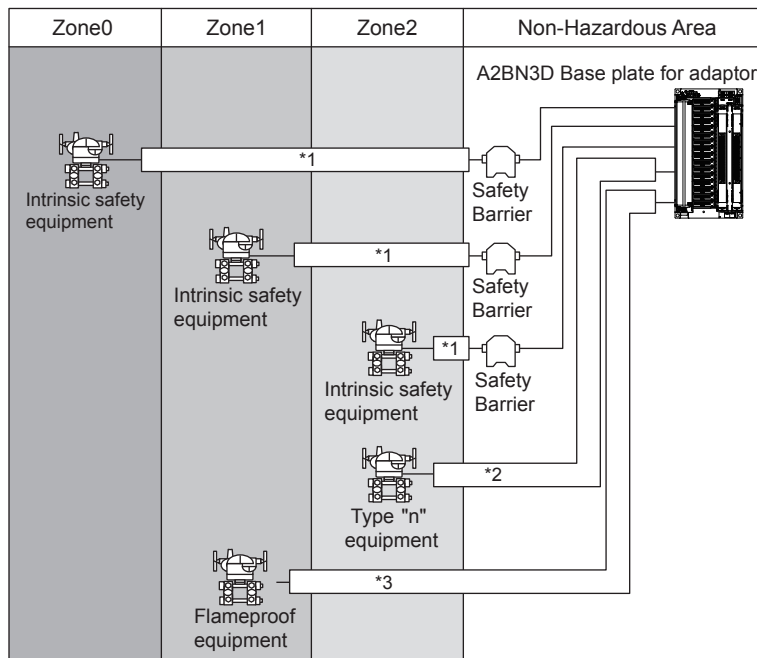 Zone0
Zone1
Zone2
Non-Hazardous Area
A2BN3D Base plate for adaptor
*1
Intrinsic safety
equipment
Safety
Barrier
*1
Intrinsic safety
equipment
Safety
Barrier
*1
Intrinsic safety
equipment
Safety
Barrier
*2
Type "n"
equipment
*3
Flameproof
equipment